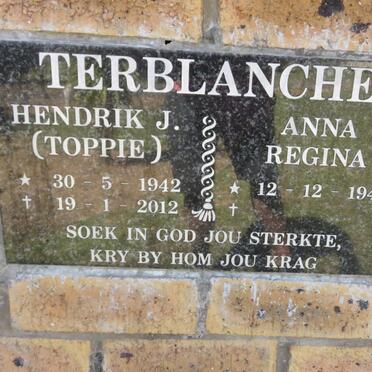 TERBLANCHE
HENDRIK J.
(TOPPIE)
★ 30 - 5 - 1942
✝ 19 - 1 - 2012
ANNA
REGINA
★ 12 - 12 - 194
✝
SOEK IN GOD JOU STERKTE,
KRY BY HOM JOU KRAG